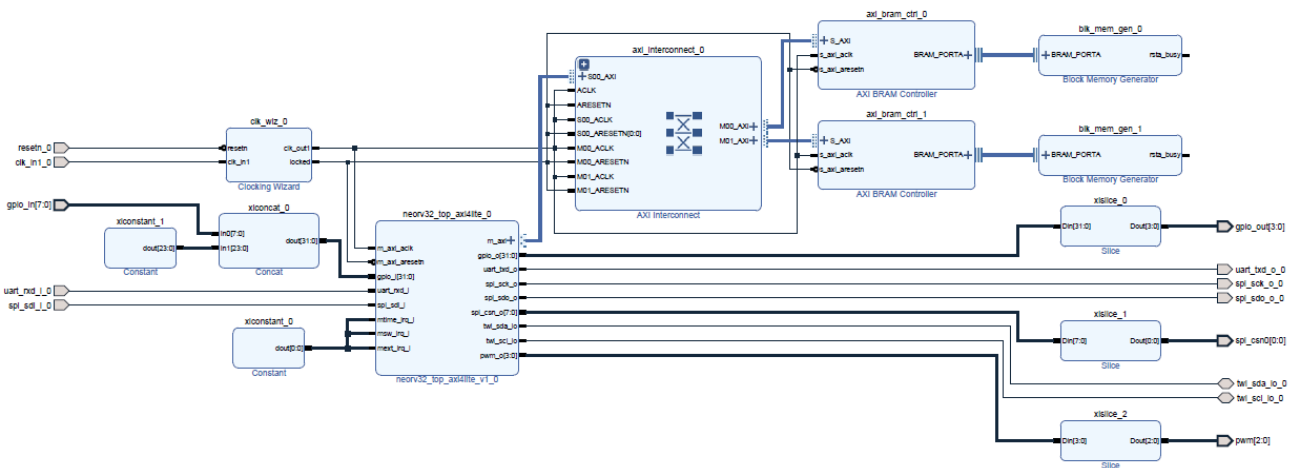 resetn_0
clk_in1_0
gpio_in[7:0]
uart_rxd_i_0
spi_sdi_i_0
clk_wiz_0
resetn
clk_in1
clk_out1
locked
Clocking Wizard
xlconstant_1
dout[23:0]
Constant
xlconcat_0
In0[7:0]
In1[23:0]
dout[31:0]
Concat
xlconstant_0
dout[0:0]
Constant
neorv32_top_axi4lite_0
m_axi_aclk
m_axi_aresetn
gpio_i[31:0]
uart_rxd_i
spi_sdi_i
mtime_irq_i
msw_irq_i
mext_irq_i
m_axi
gpio_o[31:0]
uart_txd_o
spi_sck_o
spi_sdo_o
spi_csn_o[7:0]
twi_sda_io
twi_scl_io
pwm_o[3:0]
neorv32_top_axi4lite_v1_0
axi_interconnect_0
S00_AXI
ACLK
ARESETN
S00_ACLK
S00_ARESETN[0:0]
M00_ACLK
M00_ARESETN
M01_ACLK
M01_ARESETN
M00_AXI
M01_AXI
AXI Interconnect
axi_bram_ctrl_0
S_AXI
s_axi_aclk
s_axi_aresetn
BRAM_PORTA
AXI BRAM Controller
blk_mem_gen_0
BRAM_PORTA
rsta_busy
Block Memory Generator
axi_bram_ctrl_1
S_AXI
s_axi_aclk
s_axi_aresetn
BRAM_PORTA
AXI BRAM Controller
blk_mem_gen_1
BRAM_PORTA
rsta_busy
Block Memory Generator
xlslice_0
Din[31:0]
Dout[3:0]
Slice
gpio_out[3:0]
uart_txd_o_0
spi_sck_o_0
spi_sdo_o_0
xlslice_1
Din[7:0]
Dout[0:0]
Slice
spi_csn0[0:0]
twi_sda_io_0
twi_scl_io_0
xlslice_2
Din[3:0]
Dout[2:0]
Slice
pwm[2:0]